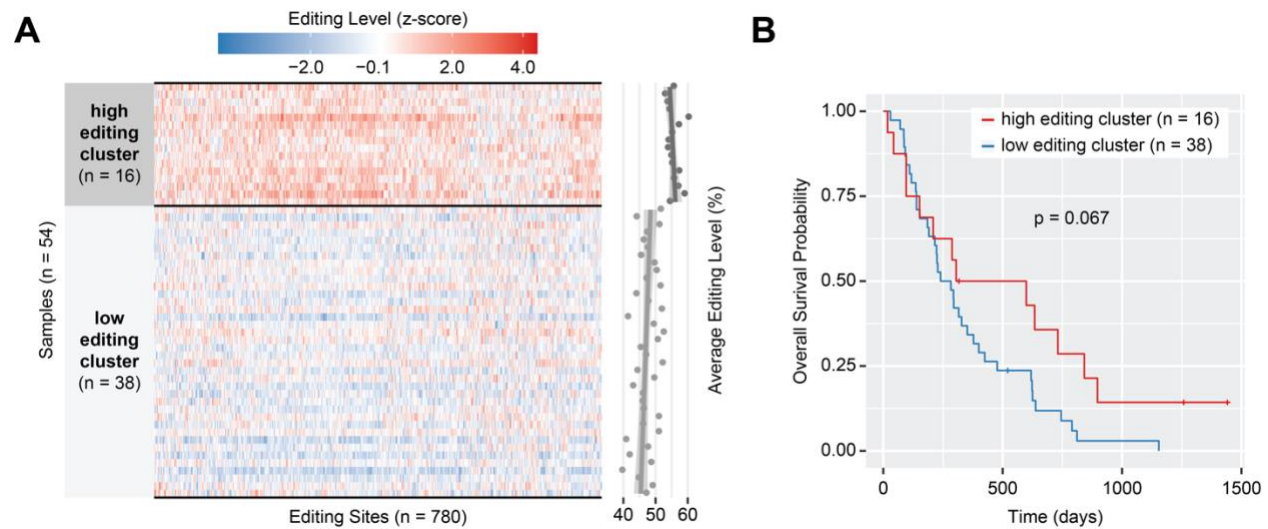 A
Editing Level (z-score)
−2.0 −0.1 2.0 4.0
Samples (n = 54)
high
editing
cluster
(n = 16)
low
editing
cluster
(n = 38)
Editing Sites (n = 780)
40 50 60
Average Editing Level (%)
B
Overall Surival Probability
1.00
0.75
0.50
0.25
0.00
high editing cluster (n = 16)
low editing cluster (n = 38)
p = 0.067
0 500 1000 1500
Time (days)